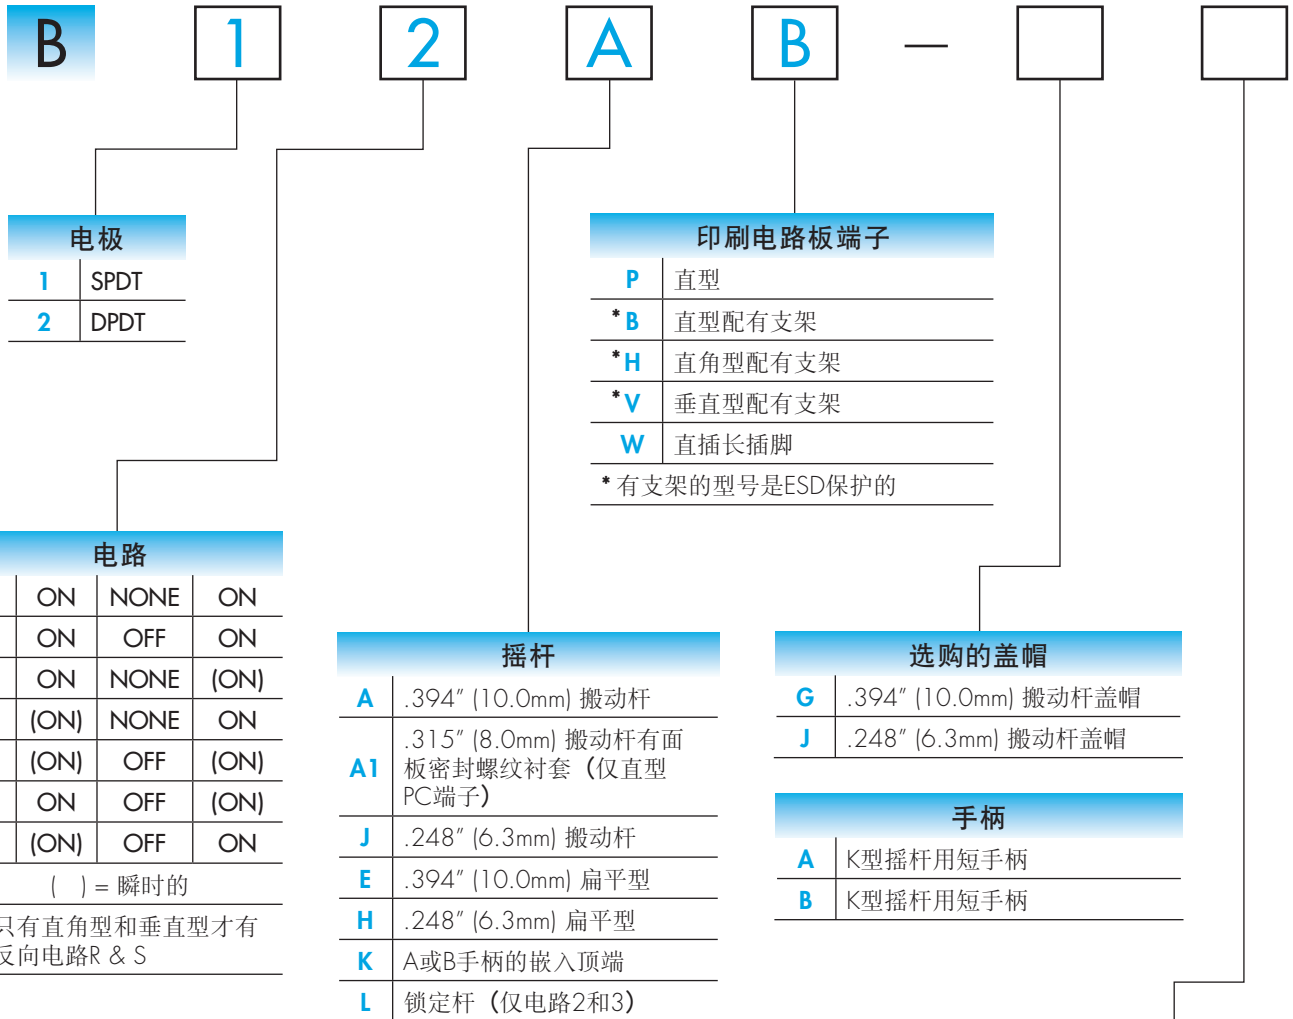 B 1 2 A B —
电极
1 SPDT
2 DPDT
印刷电路板端子
P 直型
*B 直型配有支架
*H 直角型配有支架
*V 垂直型配有支架
W 直插长插脚
* 有支架的型号是ESD保护的
电路
ON NONE ON
ON OFF ON
ON NONE (ON)
(ON) NONE ON
(ON) OFF (ON)
ON OFF (ON)
(ON) OFF ON
( ) = 瞬时的
只有直角型和垂直型才有
反向电路R & S
摇杆
A .394" (10.0mm) 搬动杆
.315" (8.0mm) 搬动杆有面
A1 板密封螺纹衬套（仅直型
PC端子）
J .248" (6.3mm) 搬动杆
E .394" (10.0mm) 扁平型
H .248" (6.3mm) 扁平型
K A或B手柄的嵌入顶端
L 锁定杆（仅电路2和3）
选购的盖帽
G .394" (10.0mm) 搬动杆盖帽
J .248" (6.3mm) 搬动杆盖帽
手柄
A K型摇杆用短手柄
B K型摇杆用短手柄